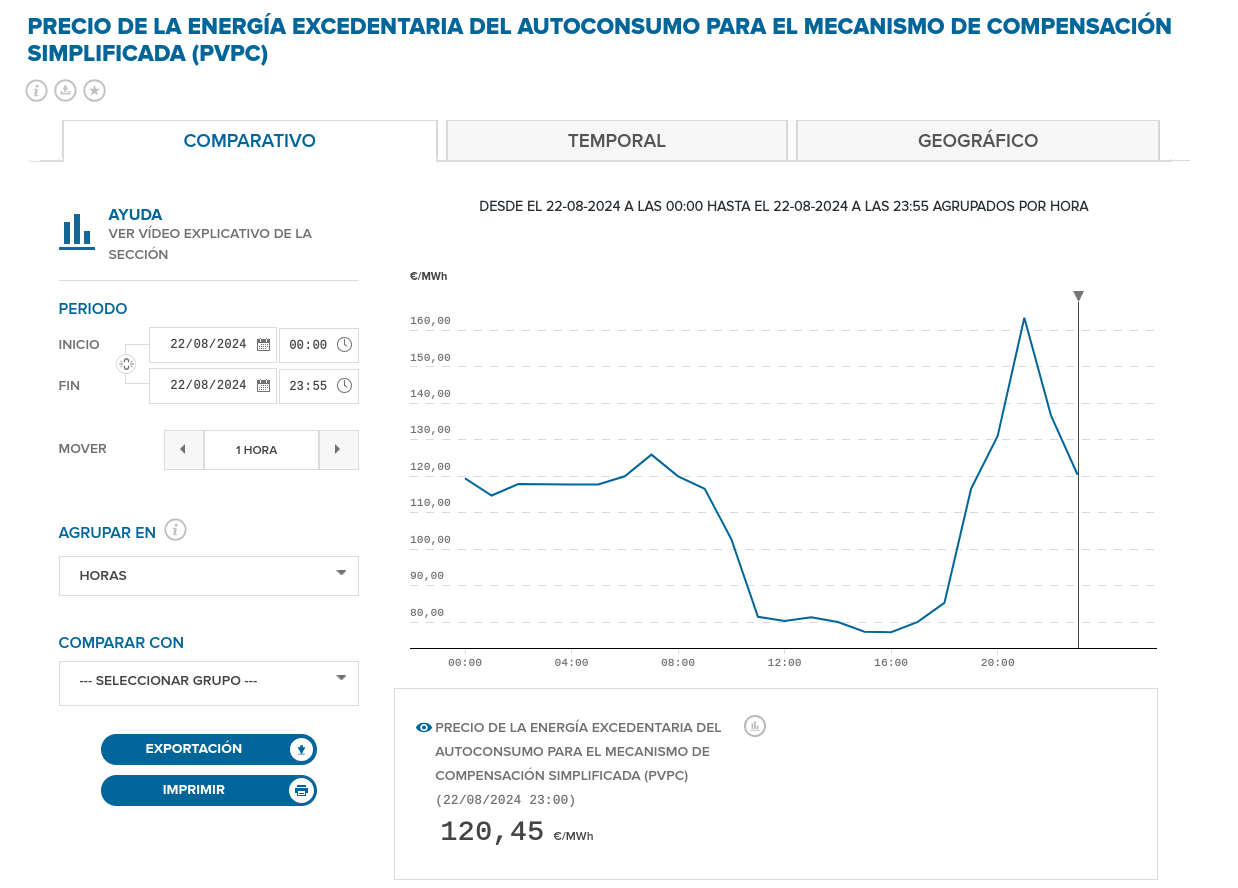 PRECIO DE LA ENERGÍA EXCEDENTARIA DEL AUTOCONSUMO PARA EL MECANISMO DE COMPENSACIÓN
SIMPLIFICADA (PVPC)
COMPARATIVO
TEMPORAL
GEOGRÁFICO
AYUDA
VER VÍDEO EXPLICATIVO DE LA
SECCIÓN
PERIODO
INICIO
22/08/2024
00:00
FIN
22/08/2024
23:55
MOVER
1 HORA
AGRUPAR EN
HORAS
COMPARAR CON
--- SELECCIONAR GRUPO ---
EXPORTACIÓN
IMPRIMIR
DESDE EL 22-08-2024 A LAS 00:00 HASTA EL 22-08-2024 A LAS 23:55 AGRUPADOS POR HORA
€/MWh
160,00
150,00
140,00
130,00
120,00
110,00
100,00
90,00
80,00
00:00
04:00
08:00
12:00
16:00
20:00
PRECIO DE LA ENERGÍA EXCEDENTARIA DEL
AUTOCONSUMO PARA EL MECANISMO DE
COMPENSACIÓN SIMPLIFICADA (PVPC)
(22/08/2024 23:00)
120,45 €/MWh